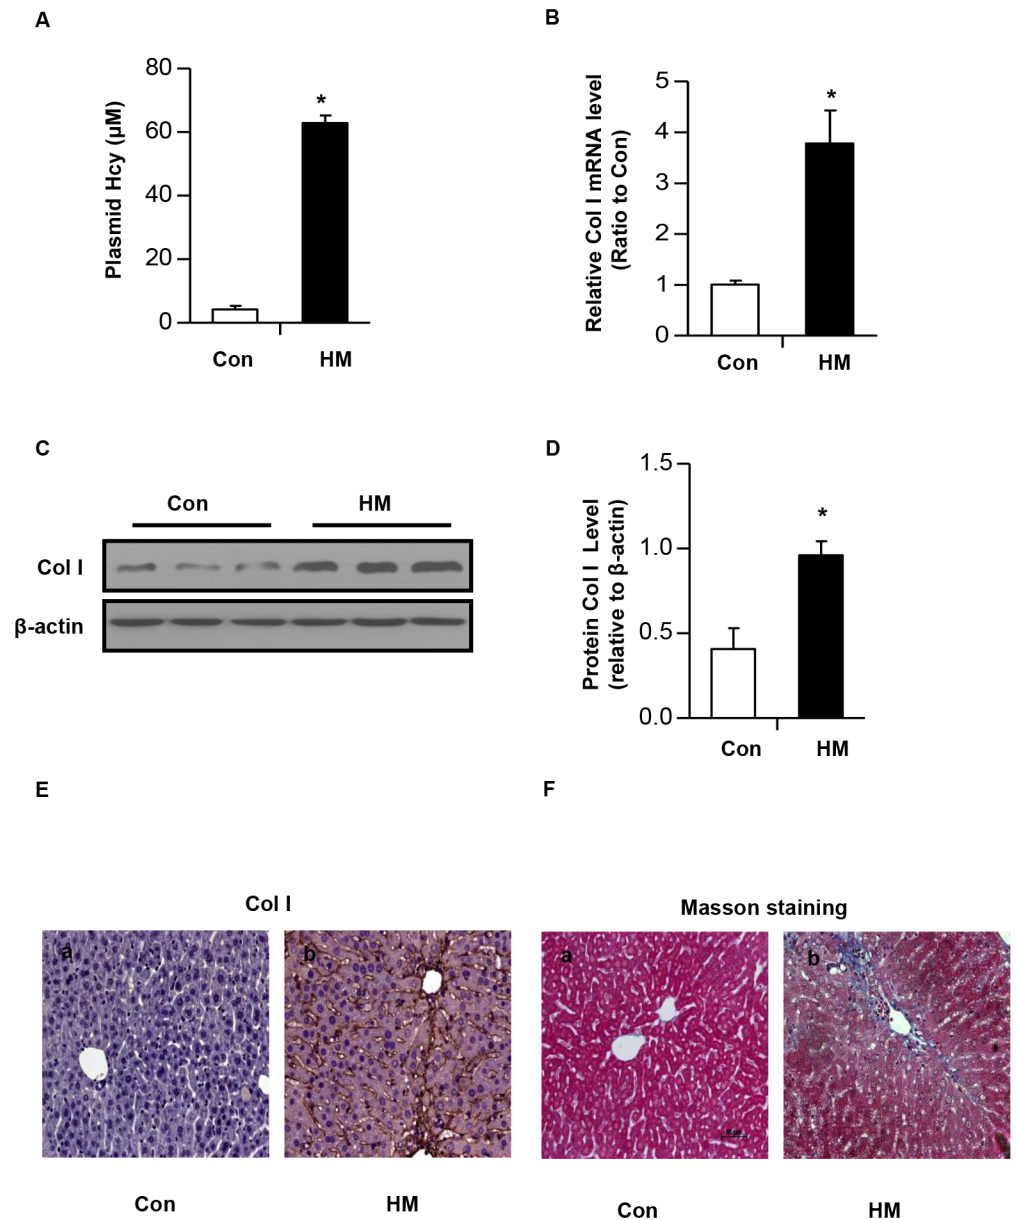 A
B
80
60
40
20
0
Plasmid Hcy (μM)
*
Con
HM
5
4
3
2
1
0
Relative Col I mRNA level
(Ratio to Con)
*
Con
HM
C
D
Con
HM
Col I
β-actin
1.5
1.0
0.5
0.0
Protein Col I Level
(relative to β-actin)
*
Con
HM
E
F
Col I
Masson staining
a
b
a
b
Con
HM
Con
HM